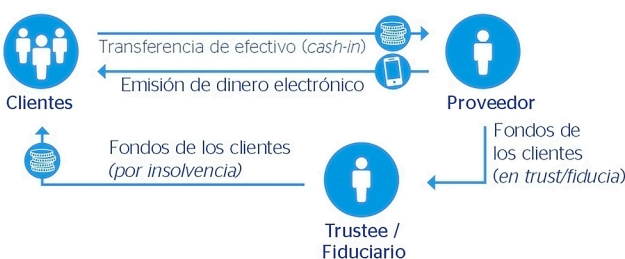 Transferencia de efectivo (cash-in)
Emisión de dinero electrónico
Clientes
Proveedor
Fondos de los clientes
(por insolvencia)
Fondos de
los clientes
(en trust/fiducia)
Trustee /
Fiduciario